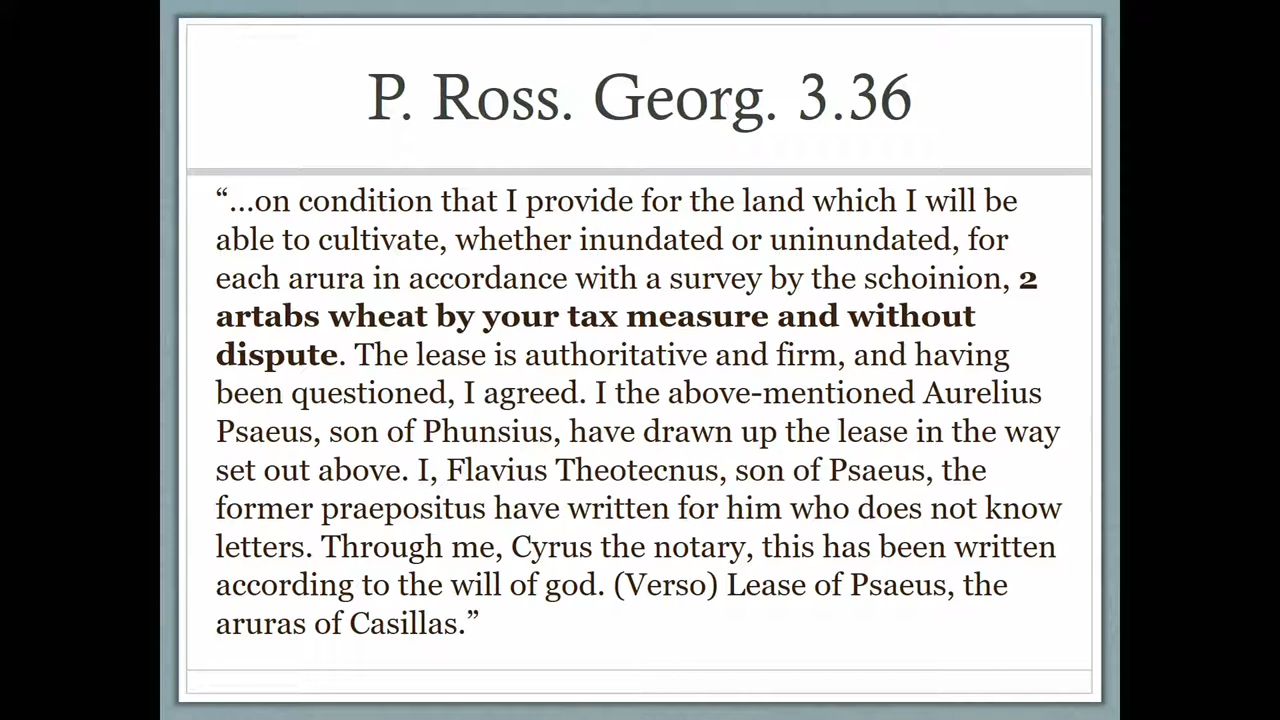 P. Ross. Georg. 3.36
“…on condition that I provide for the land which I will be
able to cultivate, whether inundated or uninundated, for
each arura in accordance with a survey by the schoinion, 2
artabs wheat by your tax measure and without
dispute. The lease is authoritative and firm, and having
been questioned, I agreed. I the above-mentioned Aurelius
Psaeus, son of Phunsius, have drawn up the lease in the way
set out above. I, Flavius Theotecnus, son of Psaeus, the
former praepositus have written for him who does not know
letters. Through me, Cyrus the notary, this has been written
according to the will of god. (Verso) Lease of Psaeus, the
aruras of Casillas.”